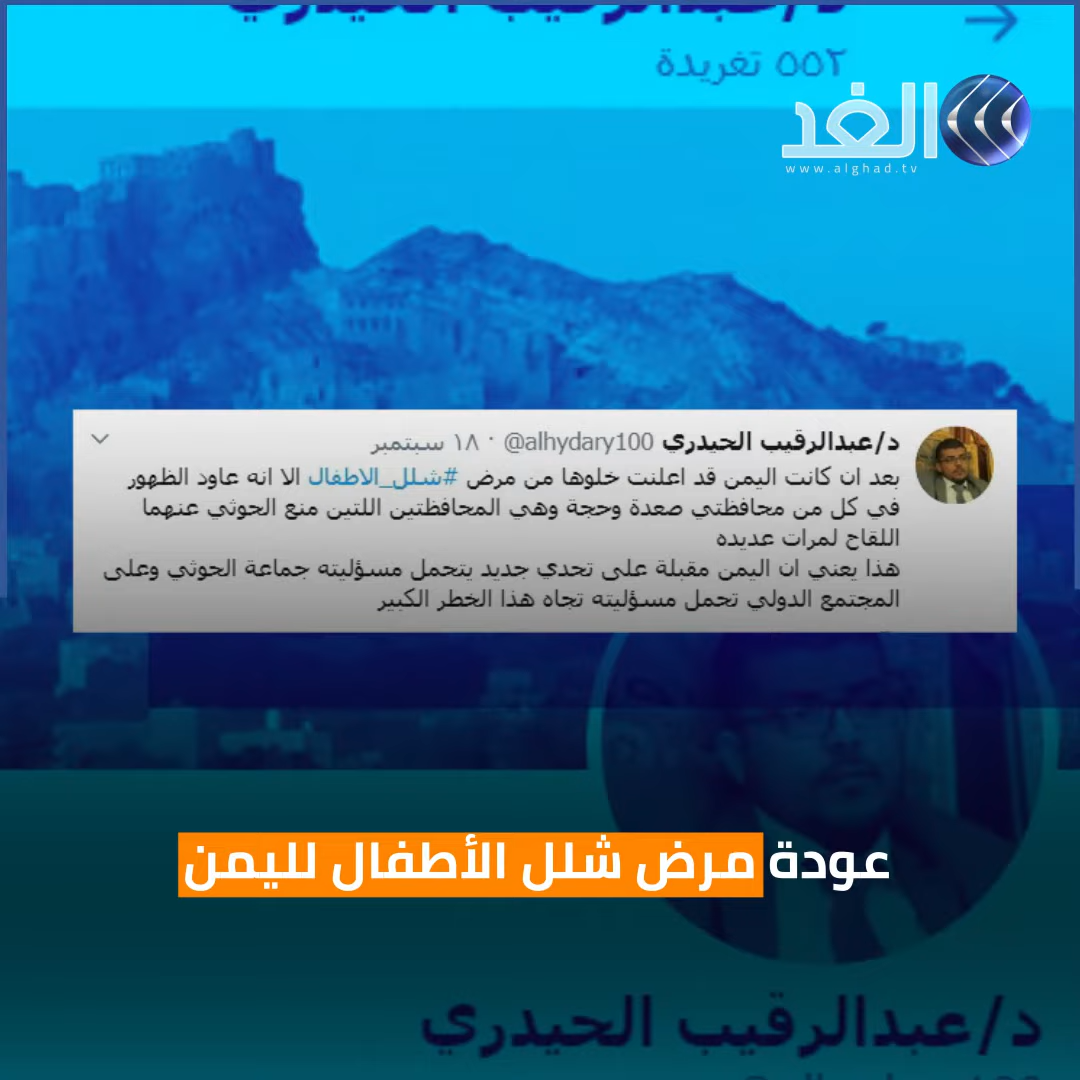 د/عبدالرقيب الحيدري
٥٥٢ تغريدة
الغد
www.alghad.tv
د/عبدالرقيب الحيدري @alhydary100 · ١٨ سبتمبر
بعد ان كانت اليمن قد اعلنت خلوها من مرض #شلل_الاطفال الا انه عاود الظهور
في كل من محافظتي صعدة وحجة وهي المحافظتين اللتين منع الحوثي عنهما
اللقاح لمرات عديده
هذا يعني ان اليمن مقبلة على تحدي جديد يتحمل مسؤليته جماعة الحوثي وعلى
المجتمع الدولي تحمل مسؤليته تجاه هذا الخطر الكبير
عودة مرض شلل الأطفال لليمن
د/عبدالرقيب الحيدري